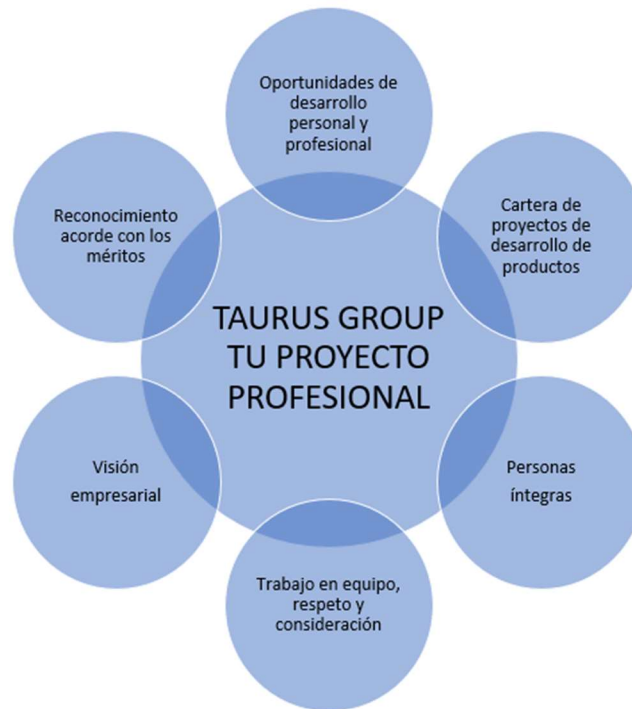 Oportunidades de
desarrollo
personal y
profesional
Reconocimiento
acorde con los
méritos
Cartera de
proyectos de
desarrollo de
productos
TAURUS GROUP
TU PROYECTO
PROFESIONAL
Visión
empresarial
Personas
íntegras
Trabajo en equipo,
respeto y
consideración